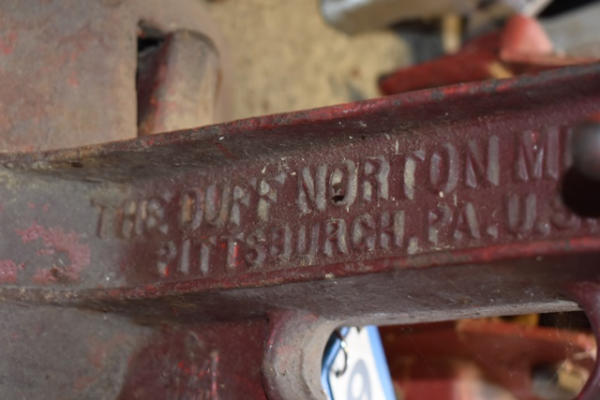 THE DUFF NORTON M
PITTSBURGH, PA. U.S.